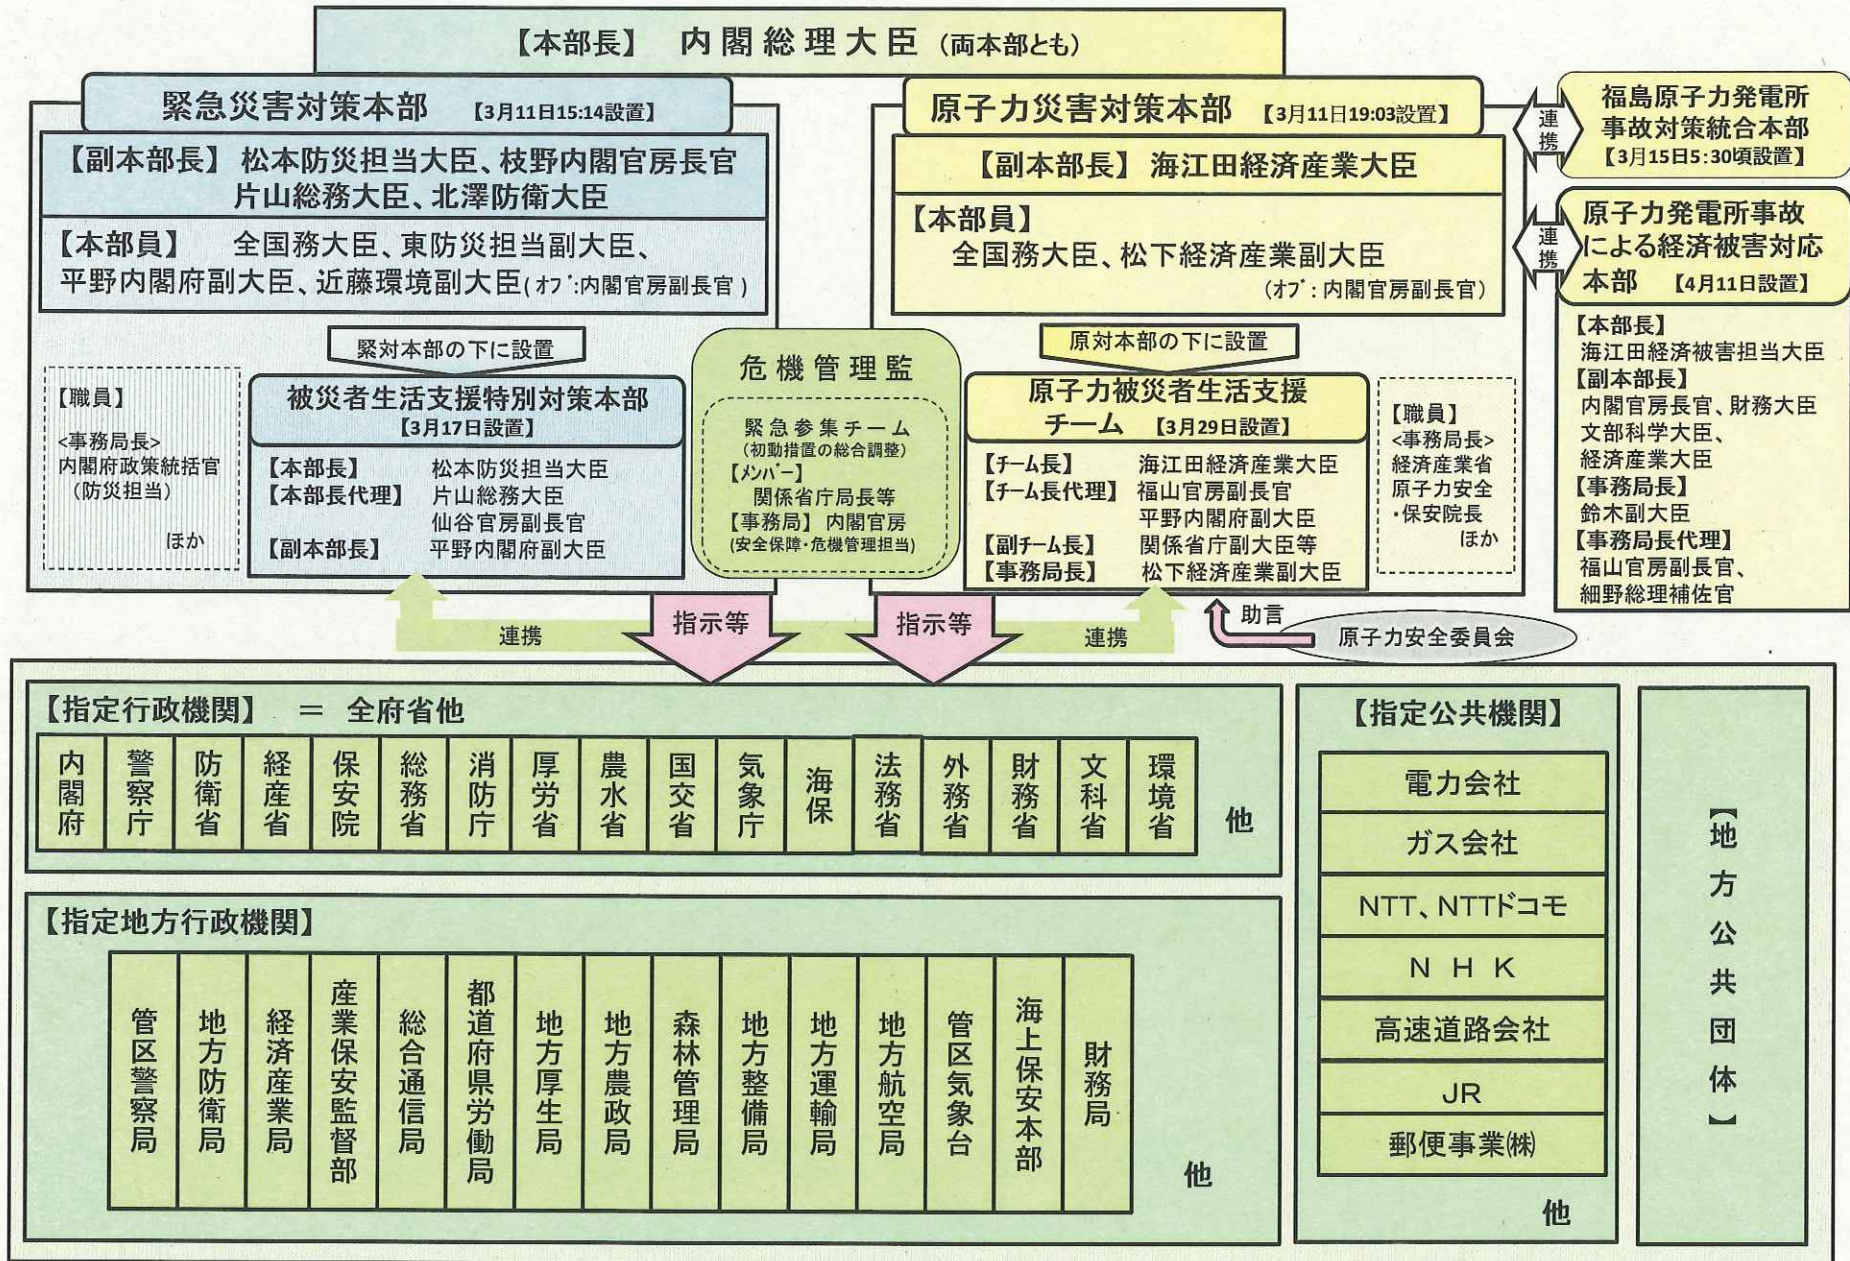 【本部長】 内閣総理大臣 (両本部とも)
緊急災害対策本部 【3月11日15:14設置】
【副本部長】 松本防災担当大臣、枝野内閣官房長官
片山総務大臣、北澤防衛大臣
【本部員】 全国務大臣、東防災担当副大臣、
平野内閣府副大臣、近藤環境副大臣(オブ:内閣官房副長官)
緊対本部の下に設置
【職員】
<事務局長>
内閣府政策統括官
(防災担当)
ほか
被災者生活支援特別対策本部
【3月17日設置】
【本部長】 松本防災担当大臣
【本部長代理】 片山総務大臣
仙谷官房副長官
【副本部長】 平野内閣府副大臣
危機管理監
緊急参集チーム
(初動措置の総合調整)
【メンバー】
関係省庁局長等
【事務局】 内閣官房
(安全保障・危機管理担当)
原子力災害対策本部 【3月11日19:03設置】
【副本部長】 海江田経済産業大臣
【本部員】
全国務大臣、松下経済産業副大臣
(オブ:内閣官房副長官)
原対本部の下に設置
原子力被災者生活支援
チーム 【3月29日設置】
【チーム長】 海江田経済産業大臣
【チーム長代理】 福山官房副長官
平野内閣府副大臣
【副チーム長】 関係省庁副大臣等
【事務局長】 松下経済産業副大臣
【職員】
<事務局長>
経済産業省
原子力安全
・保安院長
ほか
連携
福島原子力発電所
事故対策統合本部
【3月15日5:30頃設置】
連携
原子力発電所事故
による経済被害対応
本部 【4月11日設置】
【本部長】
海江田経済被害担当大臣
【副本部長】
内閣官房長官、財務大臣
文部科学大臣、
経済産業大臣
【事務局長】
鈴木副大臣
【事務局長代理】
福山官房副長官、
細野総理補佐官
連携
指示等
指示等
連携
助言
原子力安全委員会
【指定行政機関】 = 全府省他
内閣府
警察庁
防衛省
経産省
保安院
総務省
消防庁
厚労省
農水省
国交省
気象庁
海保
法務省
外務省
財務省
文科省
環境省
他
【指定地方行政機関】
管区警察局
地方防衛局
経済産業局
産業保安監督部
総合通信局
都道府県労働局
地方厚生局
地方農政局
森林管理局
地方整備局
地方運輸局
地方航空局
管区気象台
海上保安本部
財務局
他
【指定公共機関】
電力会社
ガス会社
NTT、NTTドコモ
NHK
高速道路会社
JR
郵便事業㈱
他
【地方公共団体】